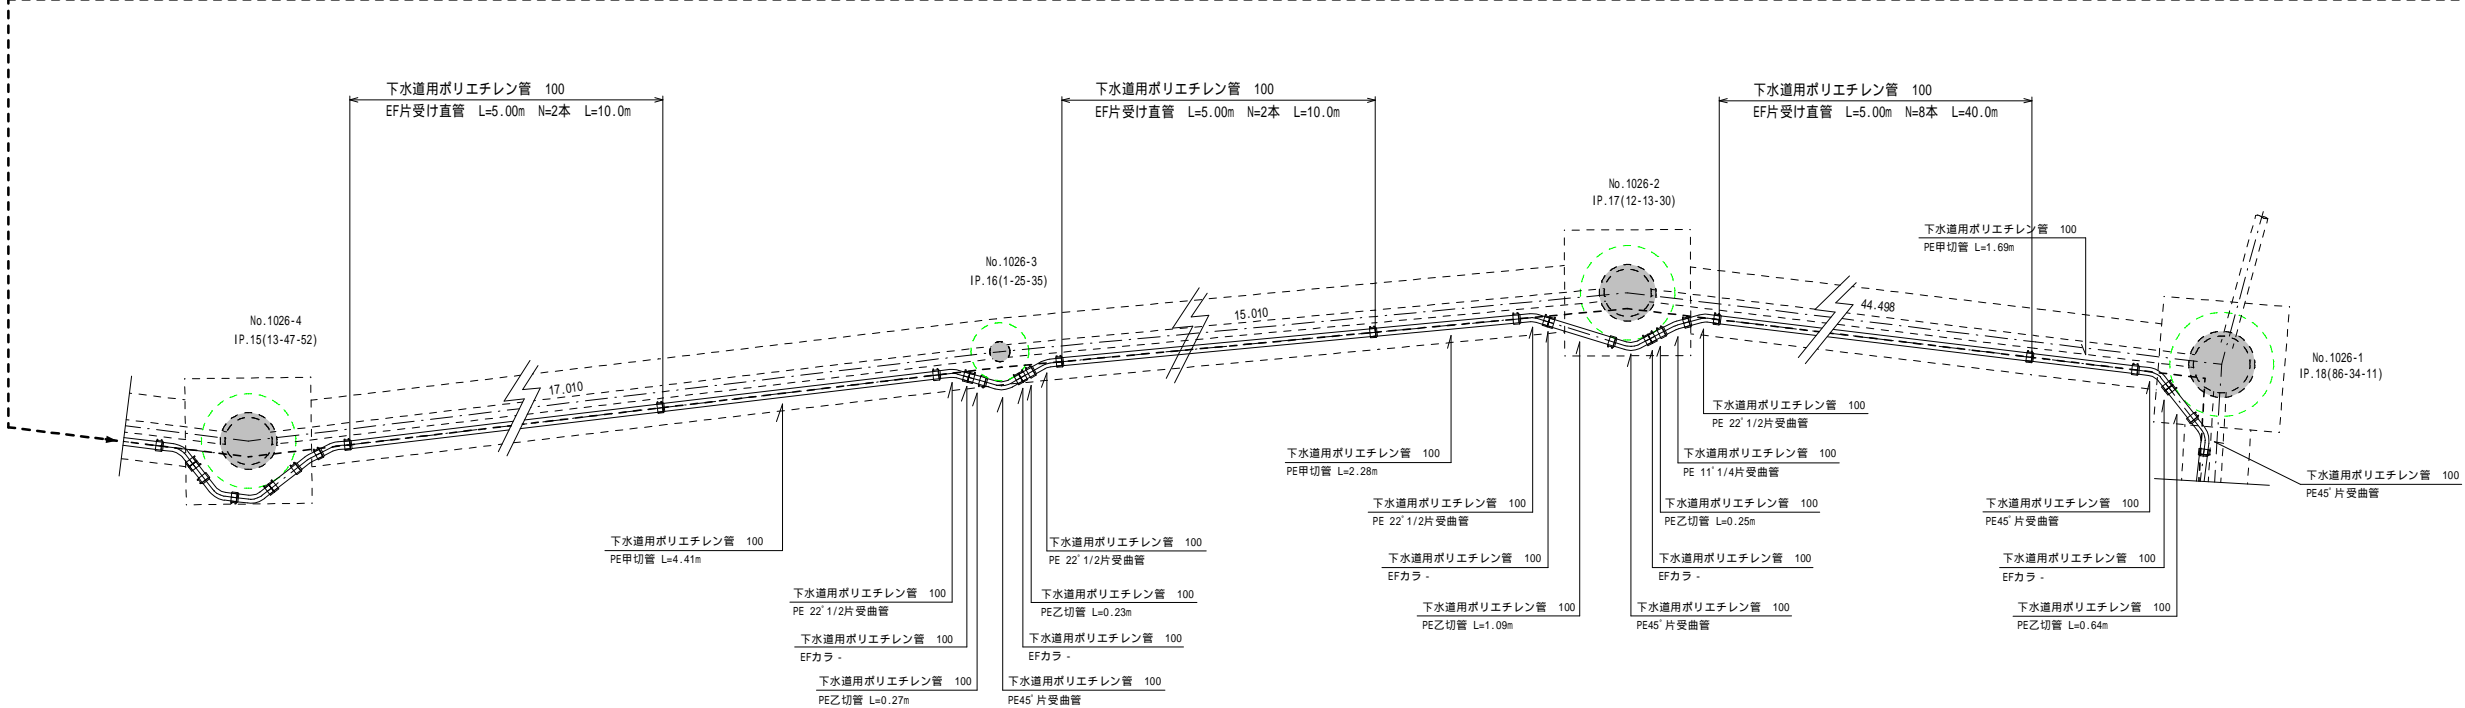 下水道用ポリエチレン管 100
EF片受け直管 L=5.00m N=2本 L=10.0m
下水道用ポリエチレン管 100
EF片受け直管 L=5.00m N=2本 L=10.0m
下水道用ポリエチレン管 100
EF片受け直管 L=5.00m N=8本 L=40.0m
No.1026-4
IP.15(13-47-52)
17.010
No.1026-3
IP.16(1-25-35)
15.010
No.1026-2
IP.17(12-13-30)
44.498
下水道用ポリエチレン管 100
PE甲切管 L=1.69m
No.1026-1
IP.18(86-34-11)
下水道用ポリエチレン管 100
PE甲切管 L=4.41m
下水道用ポリエチレン管 100
PE 22°1/2片受曲管
下水道用ポリエチレン管 100
EFカラ-
下水道用ポリエチレン管 100
PE乙切管 L=0.27m
下水道用ポリエチレン管 100
PE 22°1/2片受曲管
下水道用ポリエチレン管 100
PE乙切管 L=0.23m
下水道用ポリエチレン管 100
EFカラ-
下水道用ポリエチレン管 100
PE45°片受曲管
下水道用ポリエチレン管 100
PE甲切管 L=2.28m
下水道用ポリエチレン管 100
PE 22°1/2片受曲管
下水道用ポリエチレン管 100
EFカラ-
下水道用ポリエチレン管 100
PE乙切管 L=1.09m
下水道用ポリエチレン管 100
PE 22°1/2片受曲管
下水道用ポリエチレン管 100
PE 11°1/4片受曲管
下水道用ポリエチレン管 100
PE乙切管 L=0.25m
下水道用ポリエチレン管 100
EFカラ-
下水道用ポリエチレン管 100
PE45°片受曲管
下水道用ポリエチレン管 100
PE45°片受曲管
下水道用ポリエチレン管 100
EFカラ-
下水道用ポリエチレン管 100
PE乙切管 L=0.64m
下水道用ポリエチレン管 100
PE45°片受曲管